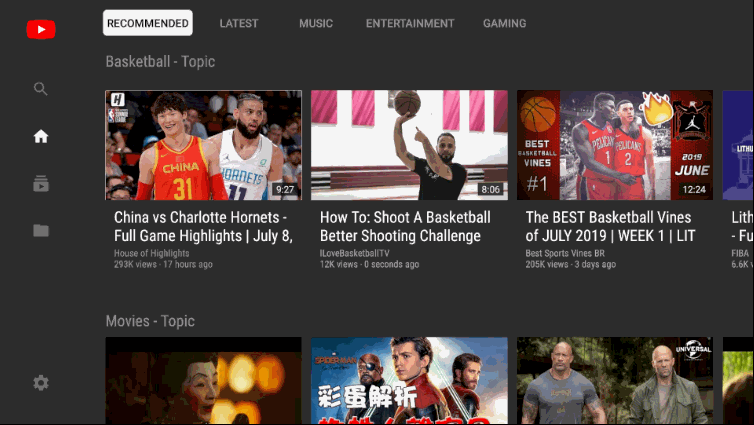 RECOMMENDED
LATEST
MUSIC
ENTERTAINMENT
GAMING
Basketball - Topic
H
CHINA
31
HORNETS
11
9:27
8:06
BEST
BASKETBALL
VINES
#1
PELICANS
1
PELICANS
2
2019
JUNE
12:24
LITHU
China vs Charlotte Hornets -
Full Game Highlights | July 8,
House of Highlights
293K views · 17 hours ago
How To: Shoot A Basketball
Better Shooting Challenge
ILoveBasketballTV
12K views · 0 seconds ago
The BEST Basketball Vines
of JULY 2019 | WEEK 1 | LIT
Best Sports Vines BR
205K views · 3 days ago
Lith
- Fu
FIBA
6.6K v
Movies - Topic
SPIDER-MAN
彩蛋解析
UNIVERSAL